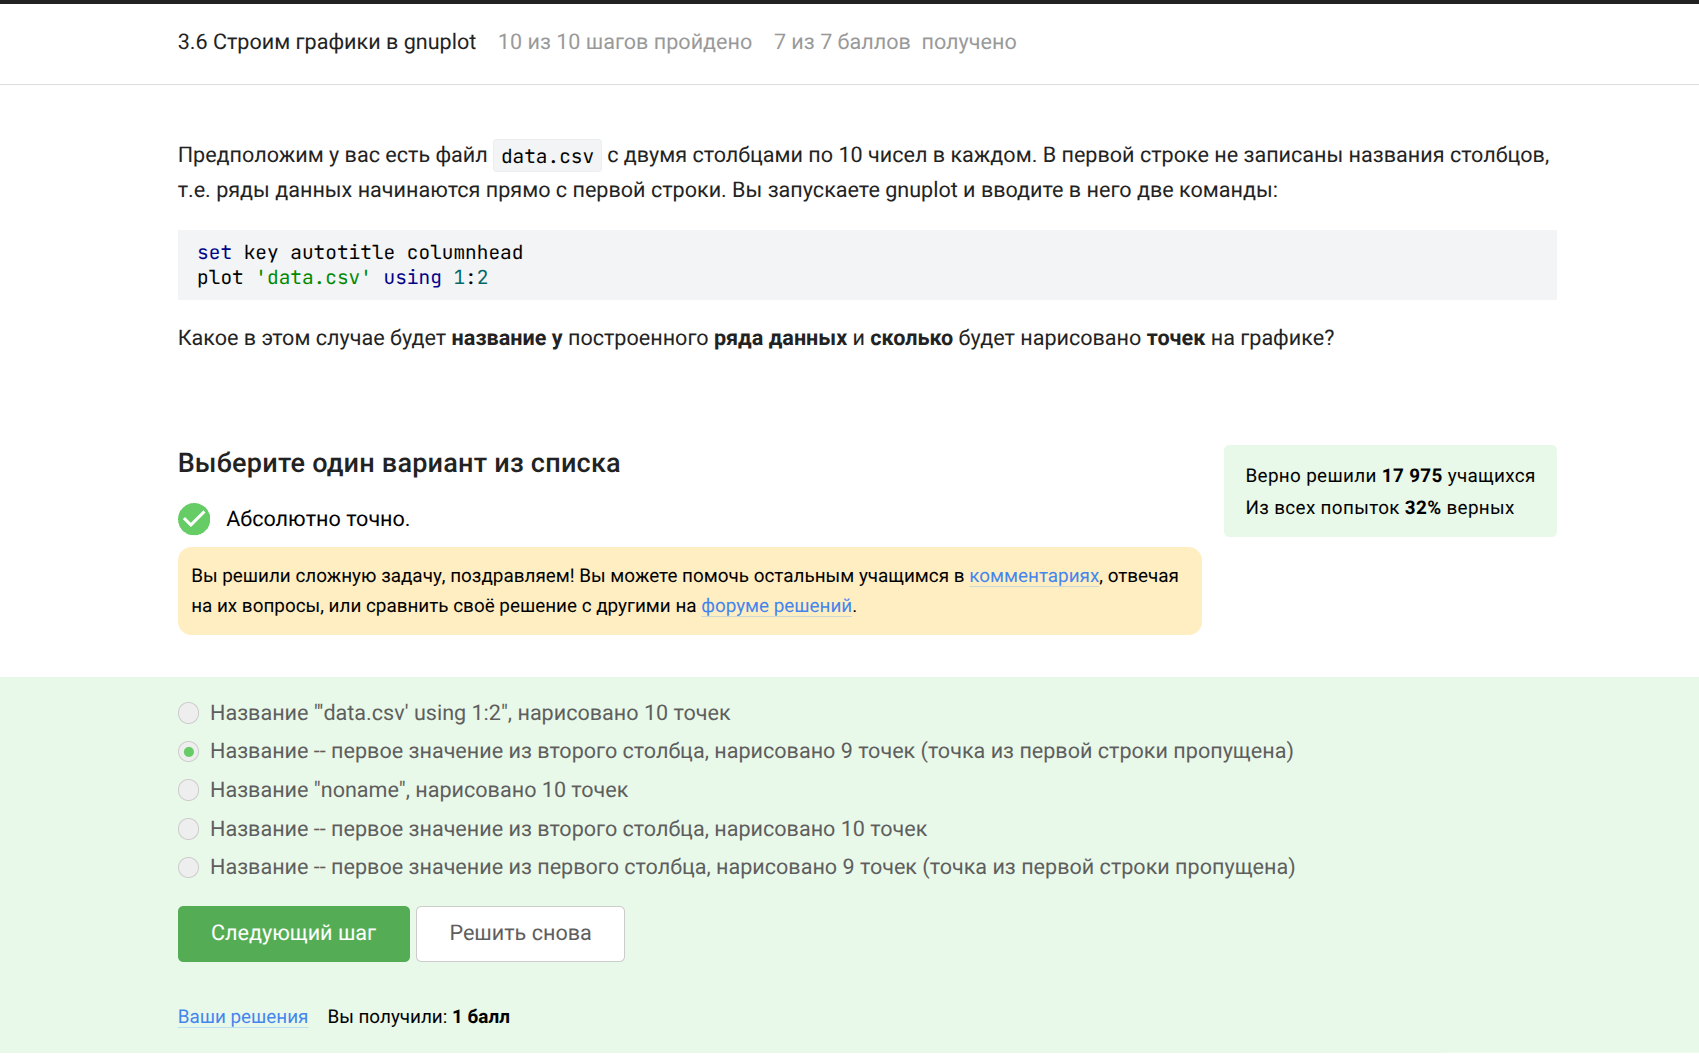 3.6 Строим графики в gnuplot 10 из 10 шагов пройдено 7 из 7 баллов получено
Предположим у вас есть файл data.csv с двумя столбцами по 10 чисел в каждом. В первой строке не записаны названия столбцов,
т.е. ряды данных начинаются прямо с первой строки. Вы запускаете gnuplot и вводите в него две команды:
set key autotitle columnhead
plot 'data.csv' using 1:2
Какое в этом случае будет название у построенного ряда данных и сколько будет нарисовано точек на графике?
Выберите один вариант из списка
Верно решили 17 975 учащихся
Из всех попыток 32% верных
Абсолютно точно.
Вы решили сложную задачу, поздравляем! Вы можете помочь остальным учащимся в комментариях, отвечая
на их вопросы, или сравнить своё решение с другими на форуме решений.
Название "'data.csv' using 1:2", нарисовано 10 точек
Название -- первое значение из второго столбца, нарисовано 9 точек (точка из первой строки пропущена)
Название "noname", нарисовано 10 точек
Название -- первое значение из второго столбца, нарисовано 10 точек
Название -- первое значение из первого столбца, нарисовано 9 точек (точка из первой строки пропущена)
Следующий шаг Решить снова
Ваши решения Вы получили: 1 балл